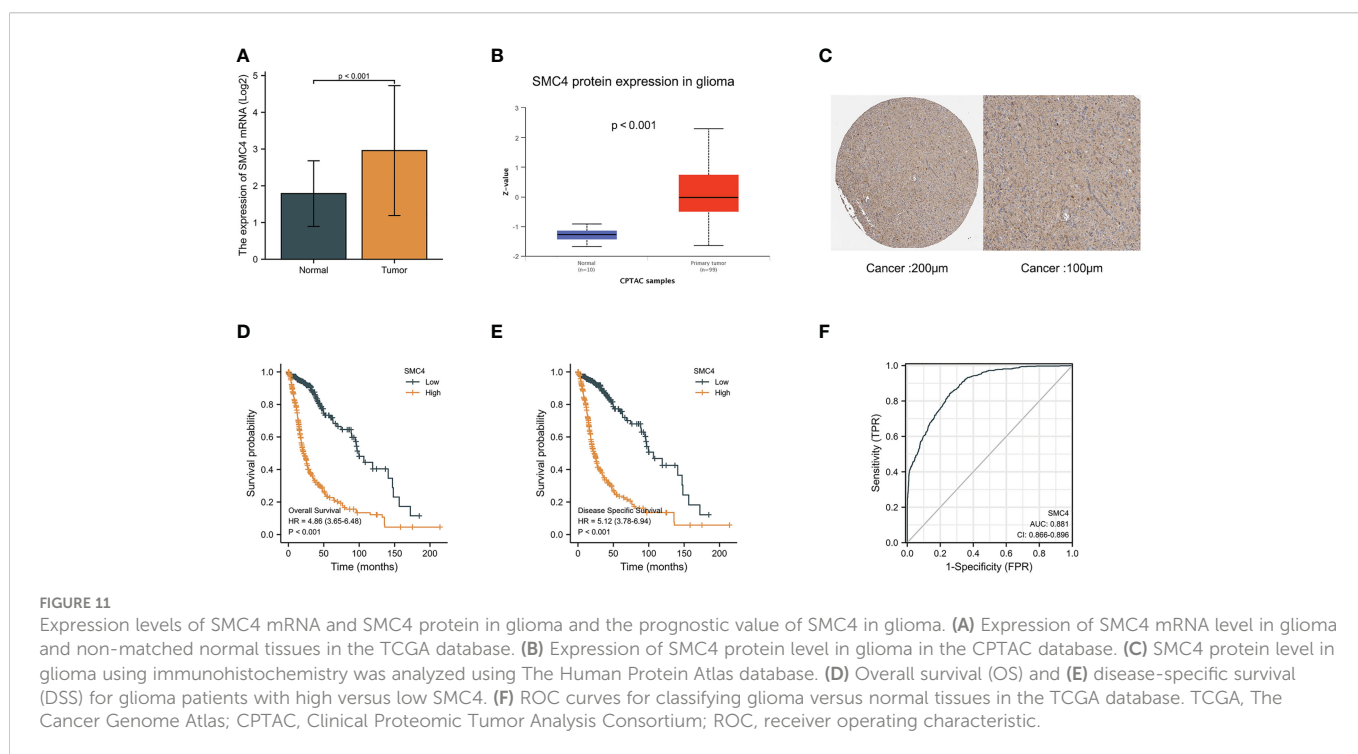 A
The expression of SMC4 mRNA (Log2)
5
4
3
2
1
0
p < 0.001
Normal
Tumor
B
SMC4 protein expression in glioma
p < 0.001
Z-value
3
2
1
0
-1
-2
Normal
(n=10)
Primary tumor
(n=99)
CPTAC samples
C
Cancer :200μm
Cancer :100μm
D
Survival probability
1.0
0.8
0.6
0.4
0.2
0.0
SMC4
Low
High
Overall Survival
HR = 4.86 (3.65-6.48)
P < 0.001
0
50
100
150
200
Time (months)
E
Survival probability
1.0
0.8
0.6
0.4
0.2
0.0
SMC4
Low
High
Disease Specific Survival
HR = 5.12 (3.78-6.94)
P < 0.001
0
50
100
150
200
Time (months)
F
Sensitivity (TPR)
1.0
0.8
0.6
0.4
0.2
0.0
SMC4
AUC: 0.881
CI: 0.866-0.896
0.0
0.2
0.4
0.6
0.8
1.0
1-Specificity (FPR)
FIGURE 11
Expression levels of SMC4 mRNA and SMC4 protein in glioma and the prognostic value of SMC4 in glioma. (A) Expression of SMC4 mRNA level in glioma
and non-matched normal tissues in the TCGA database. (B) Expression of SMC4 protein level in glioma in the CPTAC database. (C) SMC4 protein level in
glioma using immunohistochemistry was analyzed using The Human Protein Atlas database. (D) Overall survival (OS) and (E) disease-specific survival
(DSS) for glioma patients with high versus low SMC4. (F) ROC curves for classifying glioma versus normal tissues in the TCGA database. TCGA, The
Cancer Genome Atlas; CPTAC, Clinical Proteomic Tumor Analysis Consortium; ROC, receiver operating characteristic.